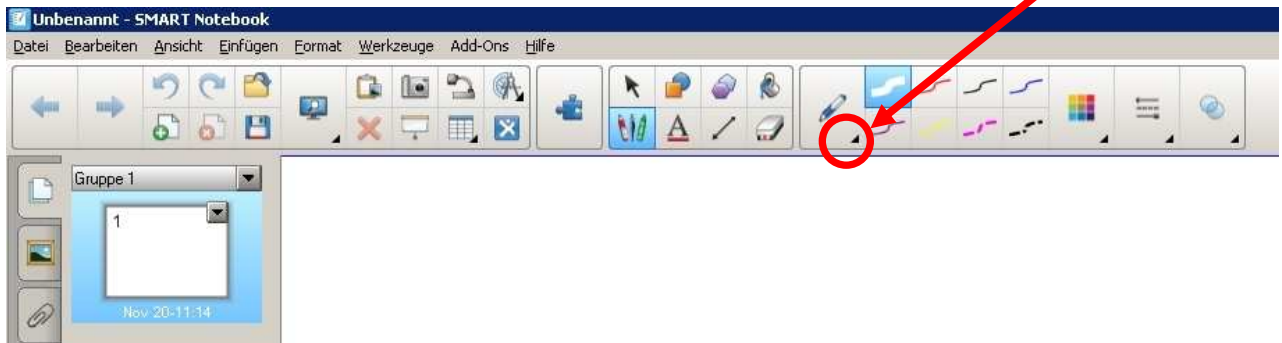 Unbenannt - SMART Notebook
Datei Bearbeiten Ansicht Einfügen Format Werkzeuge Add-Ons Hilfe
A
Gruppe 1
1
Nov 20-11:14